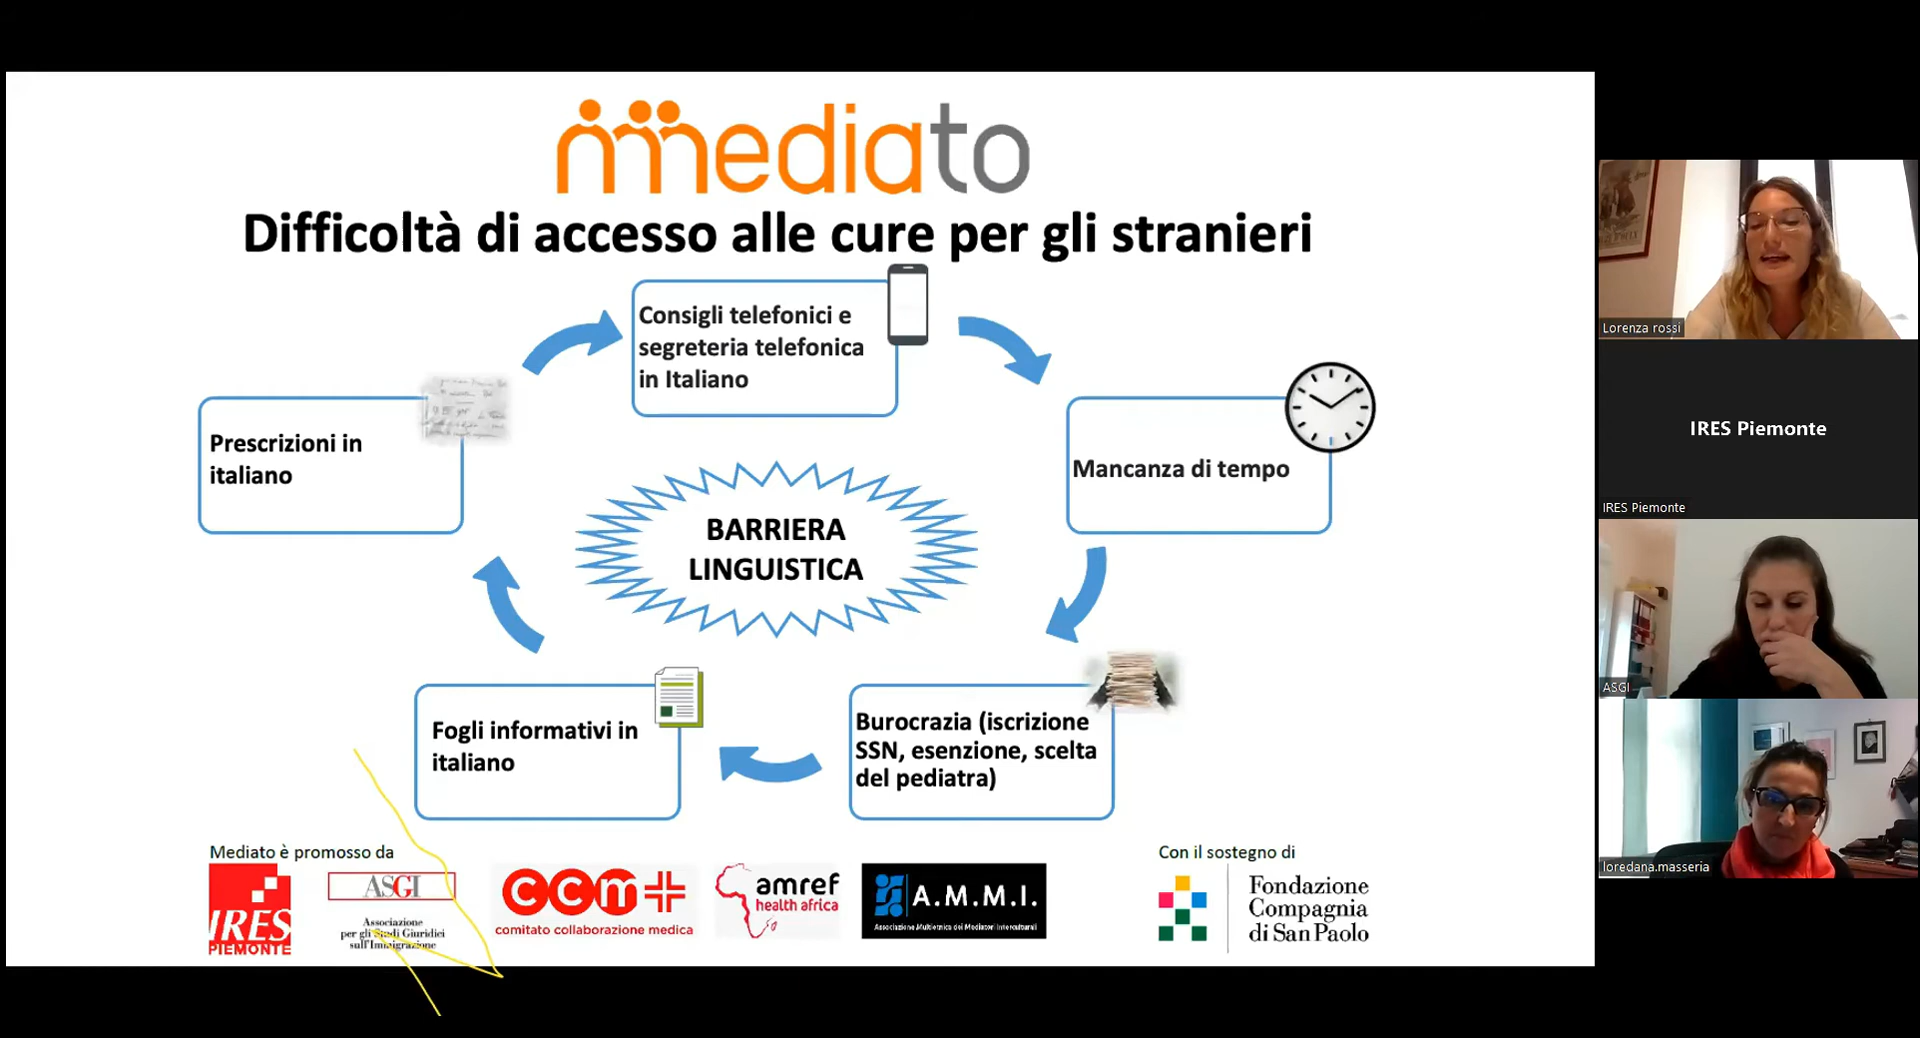 mediato
Difficoltà di accesso alle cure per gli stranieri
Consigli telefonici e
segreteria telefonica
in Italiano
Mancanza di tempo
Burocrazia (iscrizione
SSN, esenzione, scelta
del pediatra)
Fogli informativi in
italiano
Prescrizioni in
italiano
BARRIERA
LINGUISTICA
Mediato è promosso da
IRES
PIEMONTE
ASGI
Associazione
per gli Studi Giuridici
sull'Immigrazione
ccm
comitato collaborazione medica
amref
health africa
A.M.M.I.
Associazione Multietnica dei Mediatori Interculturali
Con il sostegno di
Fondazione
Compagnia
di San Paolo
Lorenza rossi
IRES Piemonte
IRES Piemonte
ASGI
loredana.masseria